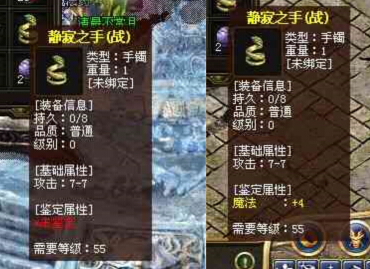 静寂之手(战)
类型：手镯
重量：1
[未绑定]
[装备信息]
持久：0/8
品质：普通
级别：0
[基础属性]
攻击：7-7
[鉴定属性]
需要等级：55
2
静寂之手(战)
类型：手镯
重量：1
[未绑定]
[装备信息]
持久：0/8
品质：普通
级别：0
[基础属性]
攻击：7-7
[鉴定属性]
魔法 ：+4
需要等级：55
2